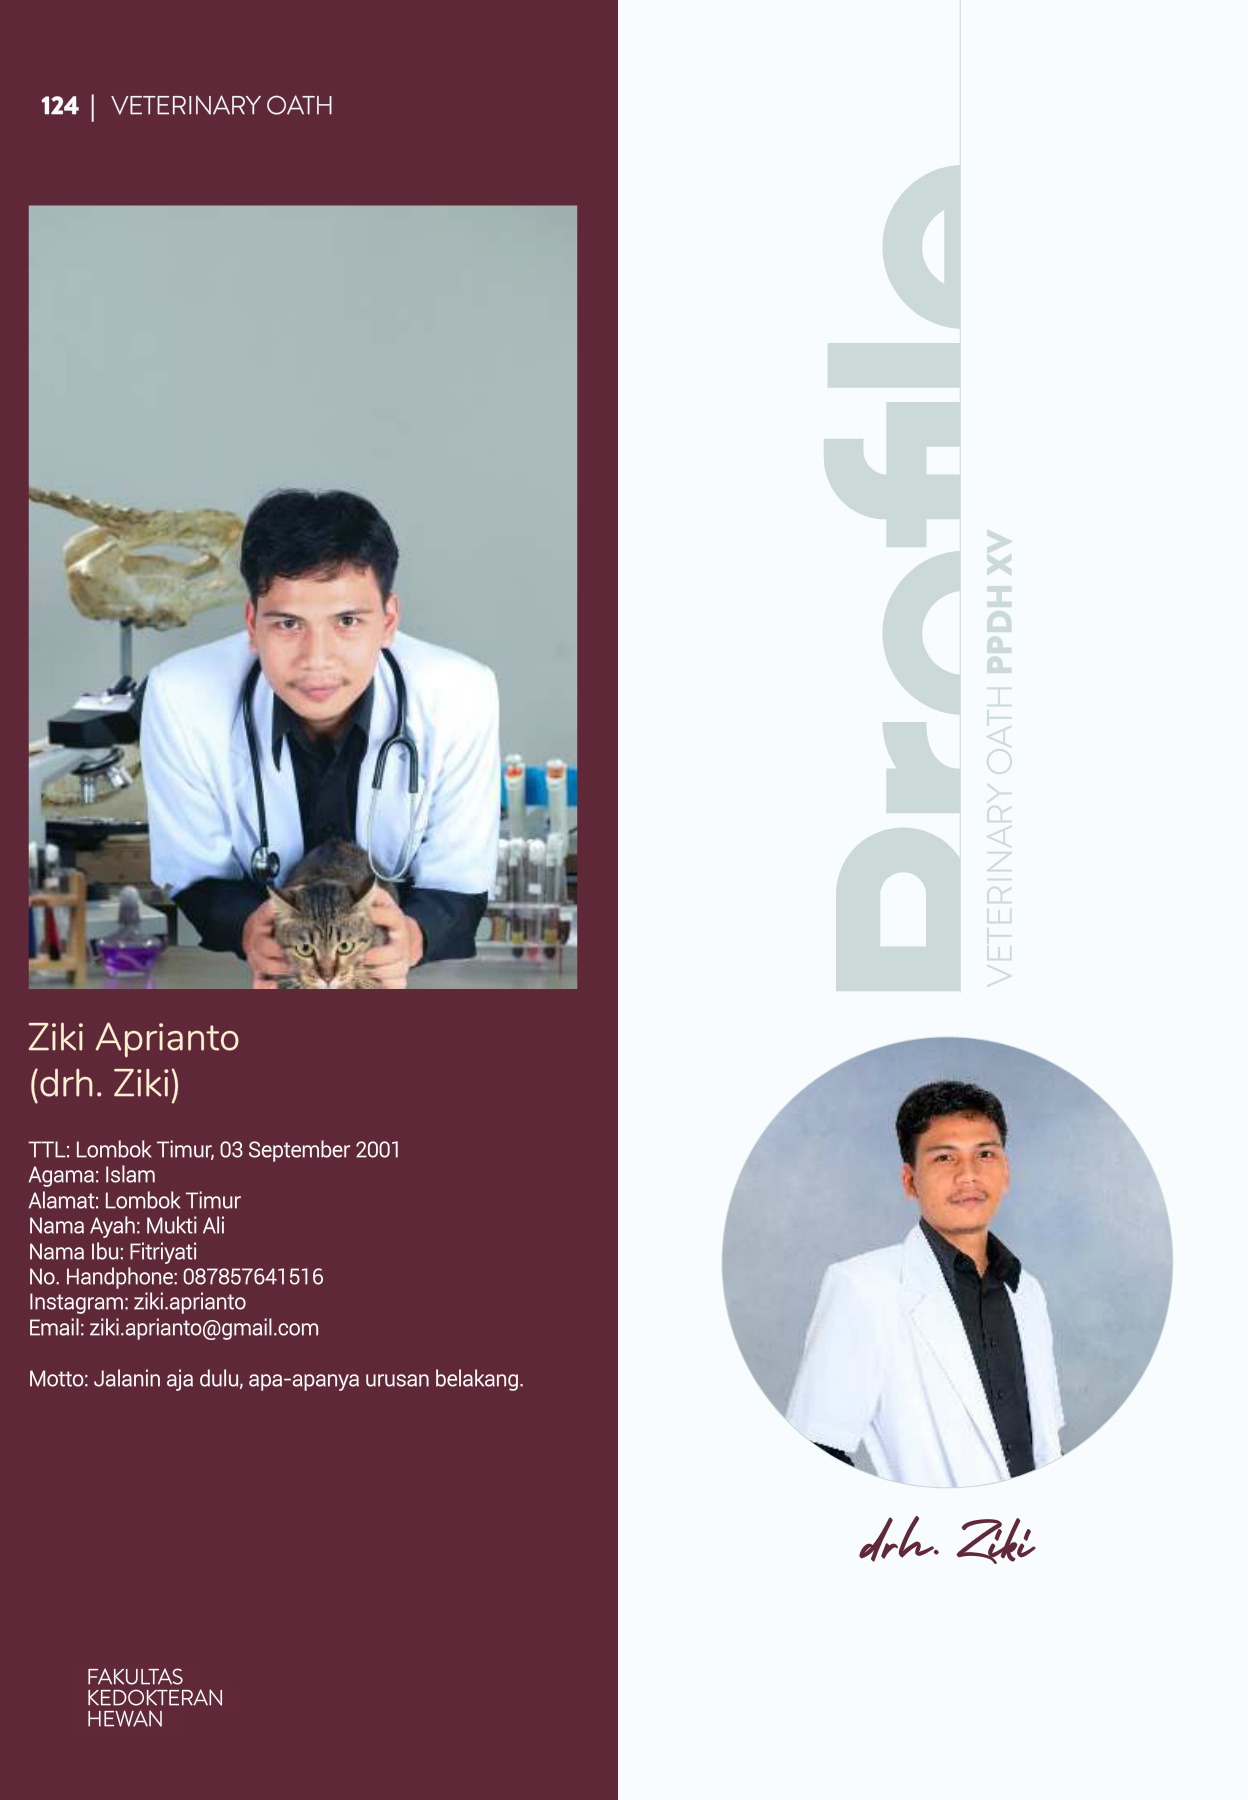 124 | VETERINARY OATH
Ziki Aprianto
(drh. Ziki)
TTL: Lombok Timur, 03 September 2001
Agama: Islam
Alamat: Lombok Timur
Nama Ayah: Mukti Ali
Nama Ibu: Fitriyati
No. Handphone: 087857641516
Instagram: ziki.aprianto
Email: ziki.aprianto@gmail.com
Motto: Jalanin aja dulu, apa-apanya urusan belakang.
FAKULTAS
KEDOKTERAN
HEWAN
Profile
VETERINARY OATH PPDH XV
drh. Ziki